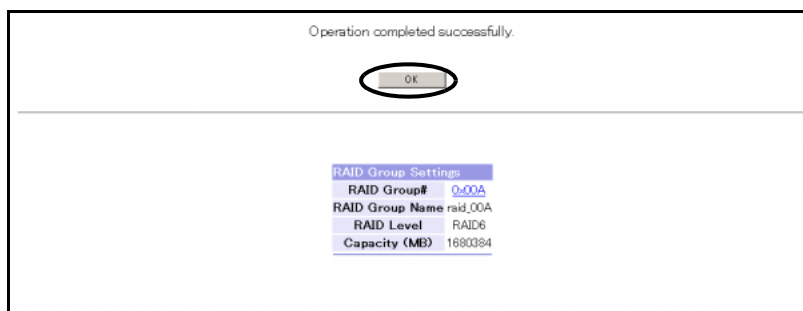 Operation completed successfully.
OK
RAID Group Settings
RAID Group# 0x00A
RAID Group Name raid_00A
RAID Level RAID6
Capacity (MB) 1680384